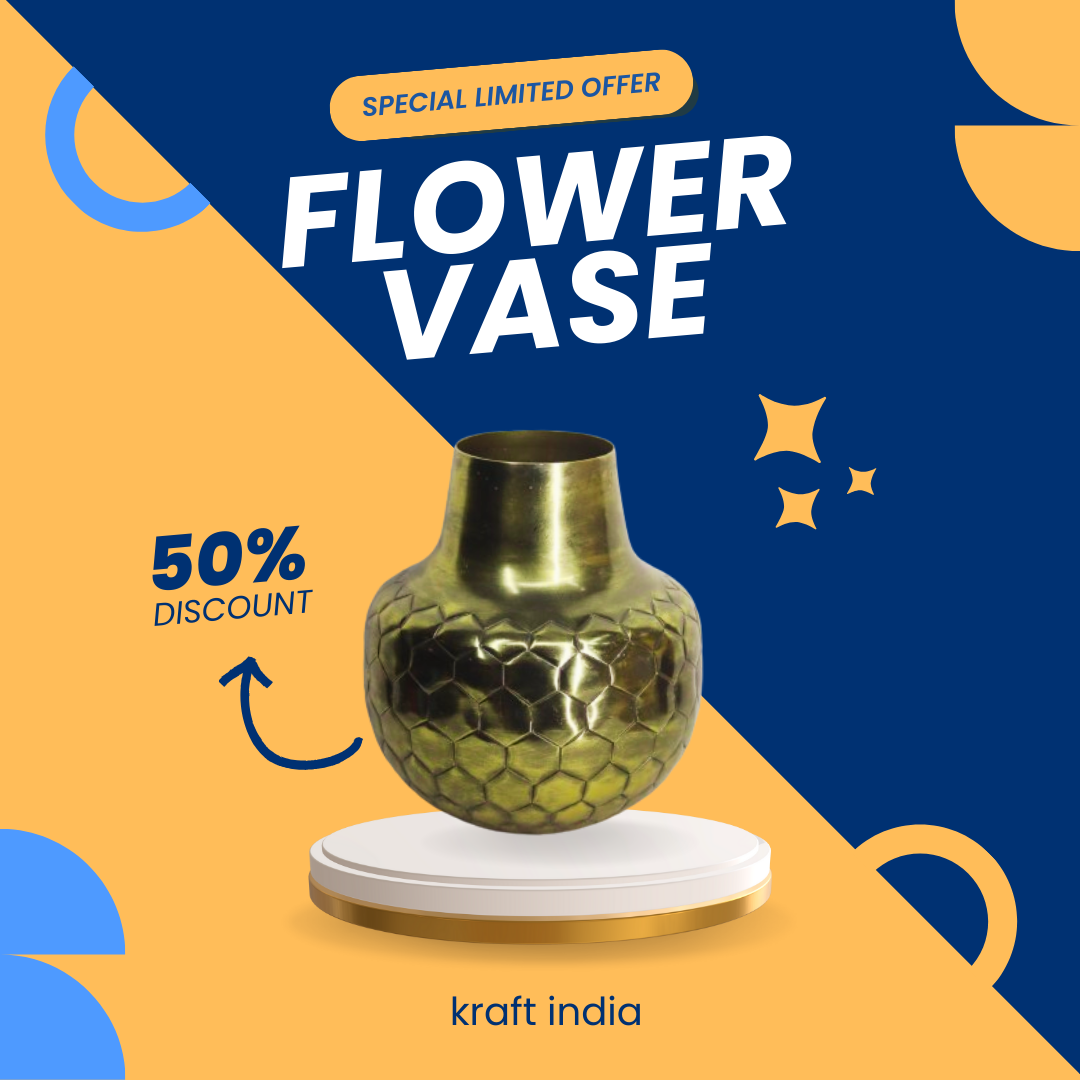 SPECIAL LIMITED OFFER
FLOWER
VASE
50%
DISCOUNT
kraft india